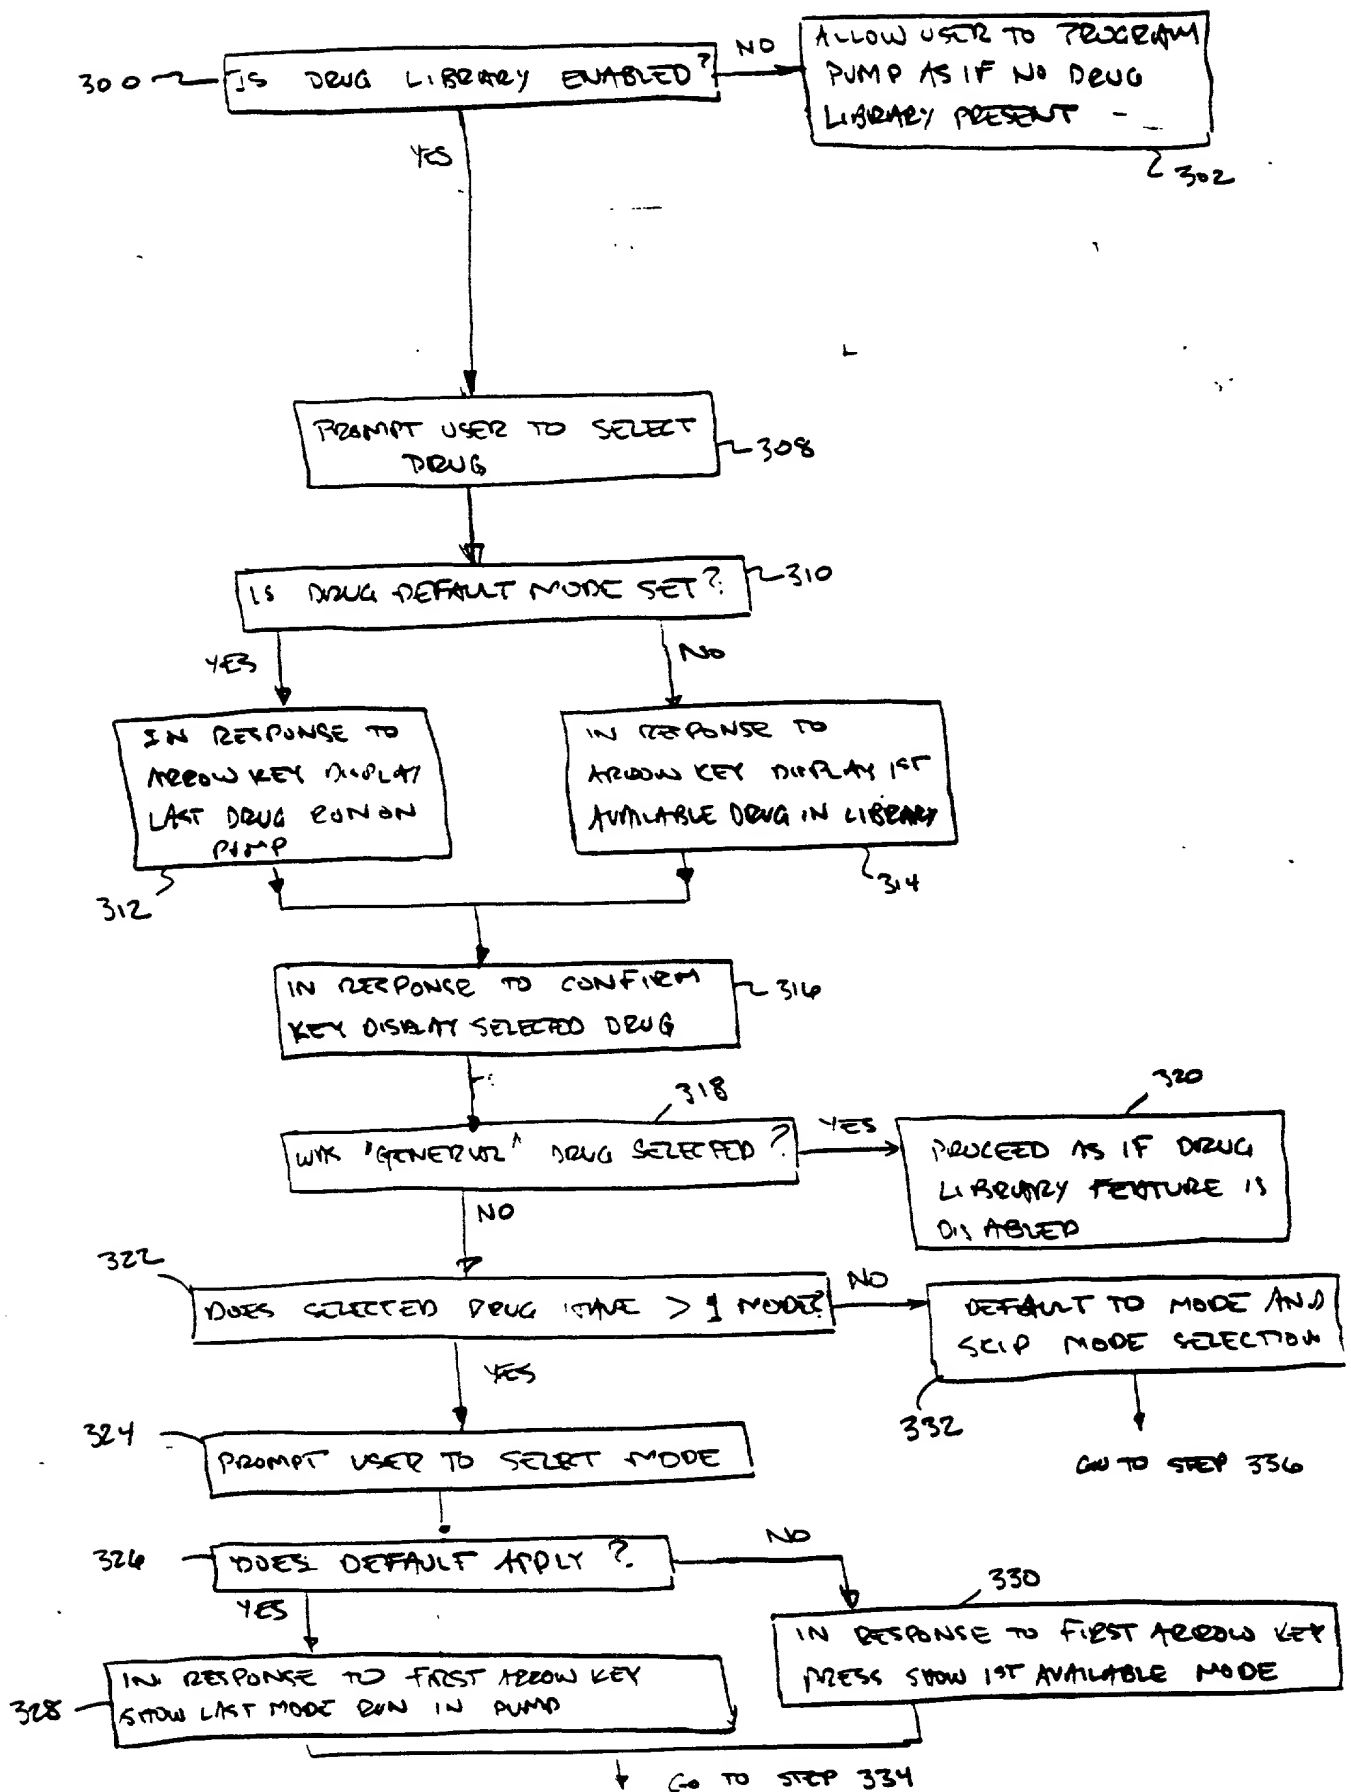 300
IS DRUG LIBRARY ENABLED?
NO
ALLOW USER TO PROGRAM
PUMP AS IF NO DRUG
LIBRARY PRESENT
302
YES
PROMPT USER TO SELECT
DRUG
308
IS DRUG DEFAULT MODE SET?
310
YES
NO
IN RESPONSE TO
ARROW KEY DISPLAY
LAST DRUG RUN ON
PUMP
312
IN RESPONSE TO
ARROW KEY DISPLAY 1ST
AVAILABLE DRUG IN LIBRARY
314
IN RESPONSE TO CONFIRM
KEY DISPLAY SELECTED DRUG
316
318
WAS "GENERAL" DRUG SELECTED?
YES
320
PROCEED AS IF DRUG
LIBRARY FEATURE IS
DISABLED
NO
322
DOES SELECTED DRUG HAVE > 1 MODE?
NO
DEFAULT TO MODE AND
SKIP MODE SELECTION
332
GO TO STEP 336
YES
324
PROMPT USER TO SELECT MODE
326
DOES DEFAULT APPLY?
NO
YES
330
IN RESPONSE TO FIRST ARROW KEY
PRESS SHOW 1ST AVAILABLE MODE
328
IN RESPONSE TO FIRST ARROW KEY
SHOW LAST MODE RUN IN PUMP
GO TO STEP 334